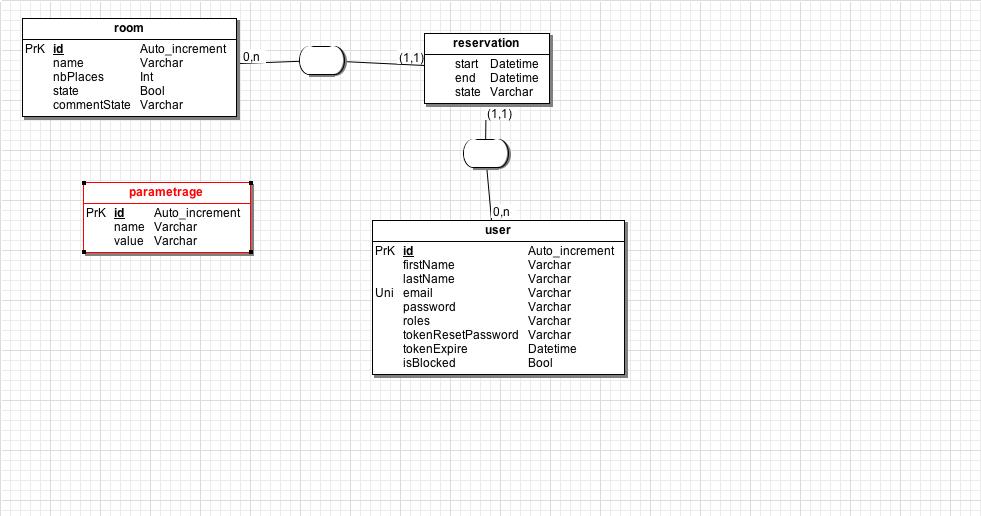 room
PrK id Auto_increment
name Varchar
nbPlaces Int
state Bool
commentState Varchar
0,n
(1,1)
reservation
start Datetime
end Datetime
state Varchar
(1,1)
parametrage
PrK id Auto_increment
name Varchar
value Varchar
0,n
user
PrK id Auto_increment
firstName Varchar
lastName Varchar
Uni email Varchar
password Varchar
roles Varchar
tokenResetPassword Varchar
tokenExpire Datetime
isBlocked Bool